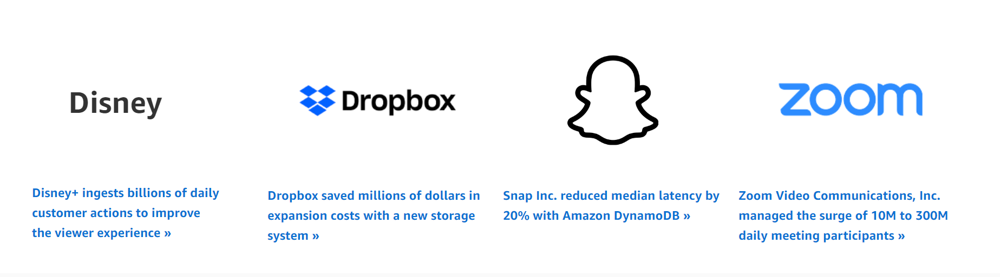 Disney
Dropbox
zoom
Disney+ ingests billions of daily
customer actions to improve
the viewer experience »
Dropbox saved millions of dollars in
expansion costs with a new storage
system »
Snap Inc. reduced median latency by
20% with Amazon DynamoDB »
Zoom Video Communications, Inc.
managed the surge of 10M to 300M
daily meeting participants »